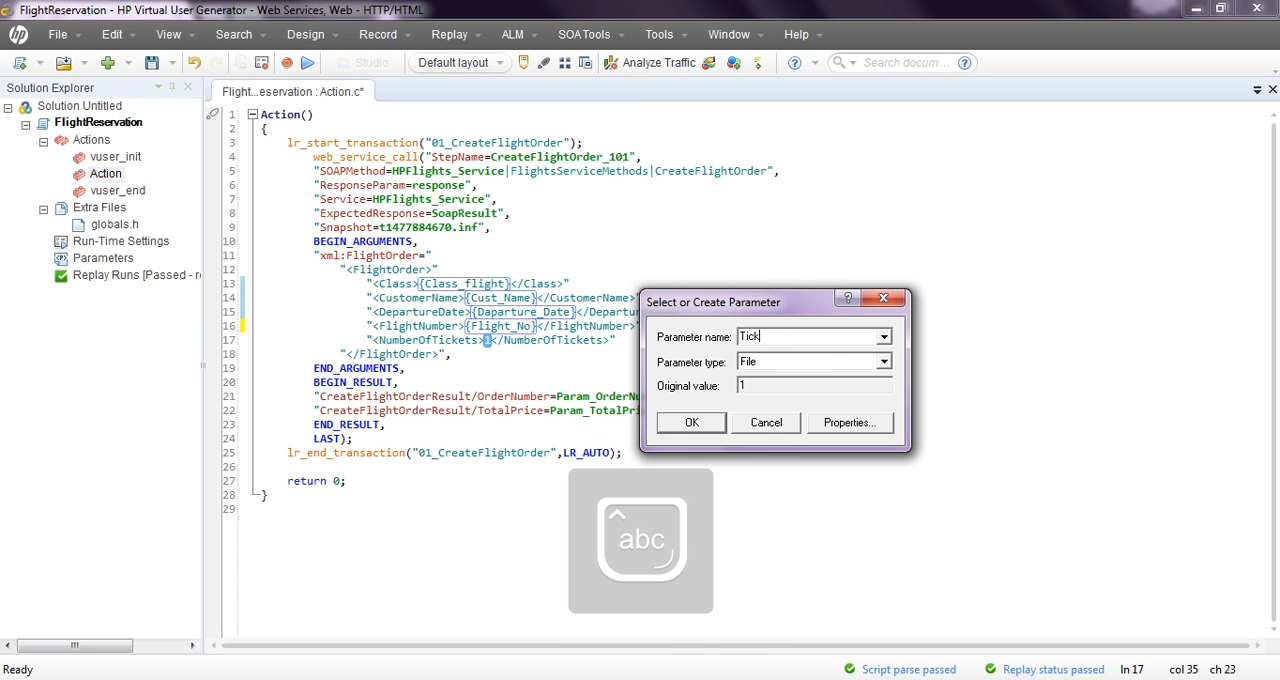 FlightReservation - HP Virtual User Generator - Web Services, Web - HTTP/HTML
hp File Edit View Search Design Record Replay ALM SOA Tools Tools Window Help
Studio Default layout Analyze Traffic ? Search docum... ?
Solution Explorer
Flight...eservation : Action.c*
Solution Untitled
FlightReservation
Actions
vuser_init
Action
vuser_end
Extra Files
globals.h
Run-Time Settings
Parameters
Replay Runs [Passed - r
1 Action()
2 {
3 lr_start_transaction("01_CreateFlightOrder");
4 web_service_call("StepName=CreateFlightOrder_101",
5 "SOAPMethod=HPFlights_Service|FlightsServiceMethods|CreateFlightOrder",
6 "ResponseParam=response",
7 "Service=HPFlights_Service",
8 "ExpectedResponse=SoapResult",
9 "Snapshot=t1477884670.inf",
10 BEGIN_ARGUMENTS,
11 "xml:FlightOrder="
12 "<FlightOrder>"
13 "<Class>{Class_flight}</Class>"
14 "<CustomerName>{Cust_Name}</CustomerName>"
15 "<DepartureDate>{Daparture_Date}</Departur
16 "<FlightNumber>{Flight_No}</FlightNumber>"
17 "<NumberOfTickets>1</NumberOfTickets>"
18 "</FlightOrder>",
19 END_ARGUMENTS,
20 BEGIN_RESULT,
21 "CreateFlightOrderResult/OrderNumber=Param_OrderNu
22 "CreateFlightOrderResult/TotalPrice=Param_TotalPri
23 END_RESULT,
24 LAST);
25 lr_end_transaction("01_CreateFlightOrder",LR_AUTO);
26
27 return 0;
28 }
29
Select or Create Parameter ?
Parameter name: Tick
Parameter type: File
Original value: 1
OK Cancel Properties...
abc
Ready Script parse passed Replay status passed ln 17 col 35 ch 23